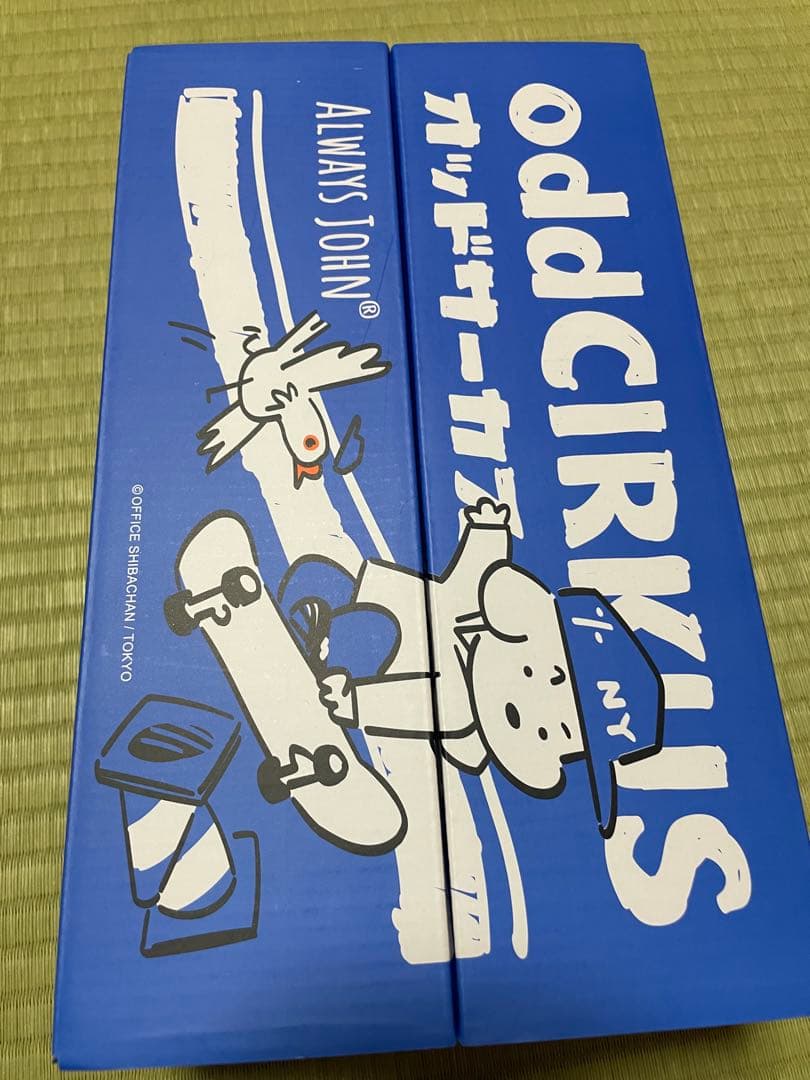 oddCIRKUS
オッドサーカス
ALWAYS JOHN®
NY
©OFFICE SHIBACHAN / TOKYO